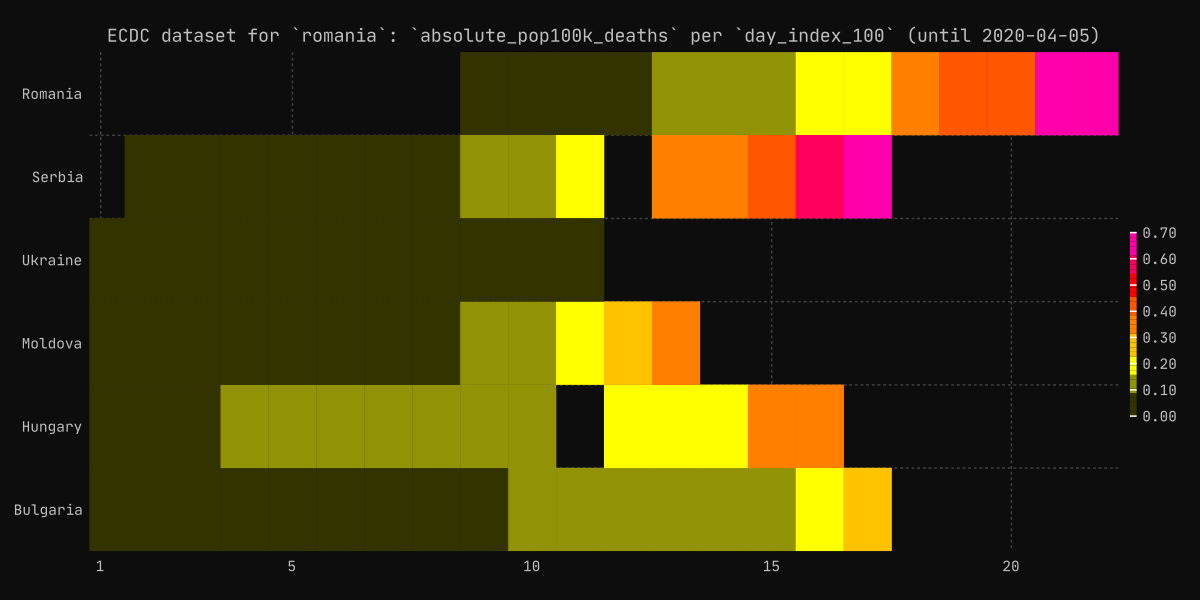 ECDC dataset for `romania`: `absolute_pop100k_deaths` per `day_index_100` (until 2020-04-05)
Romania
Serbia
Ukraine
Moldova
Hungary
Bulgaria
1 5 10 15 20
0.70
0.60
0.50
0.40
0.30
0.20
0.10
0.00